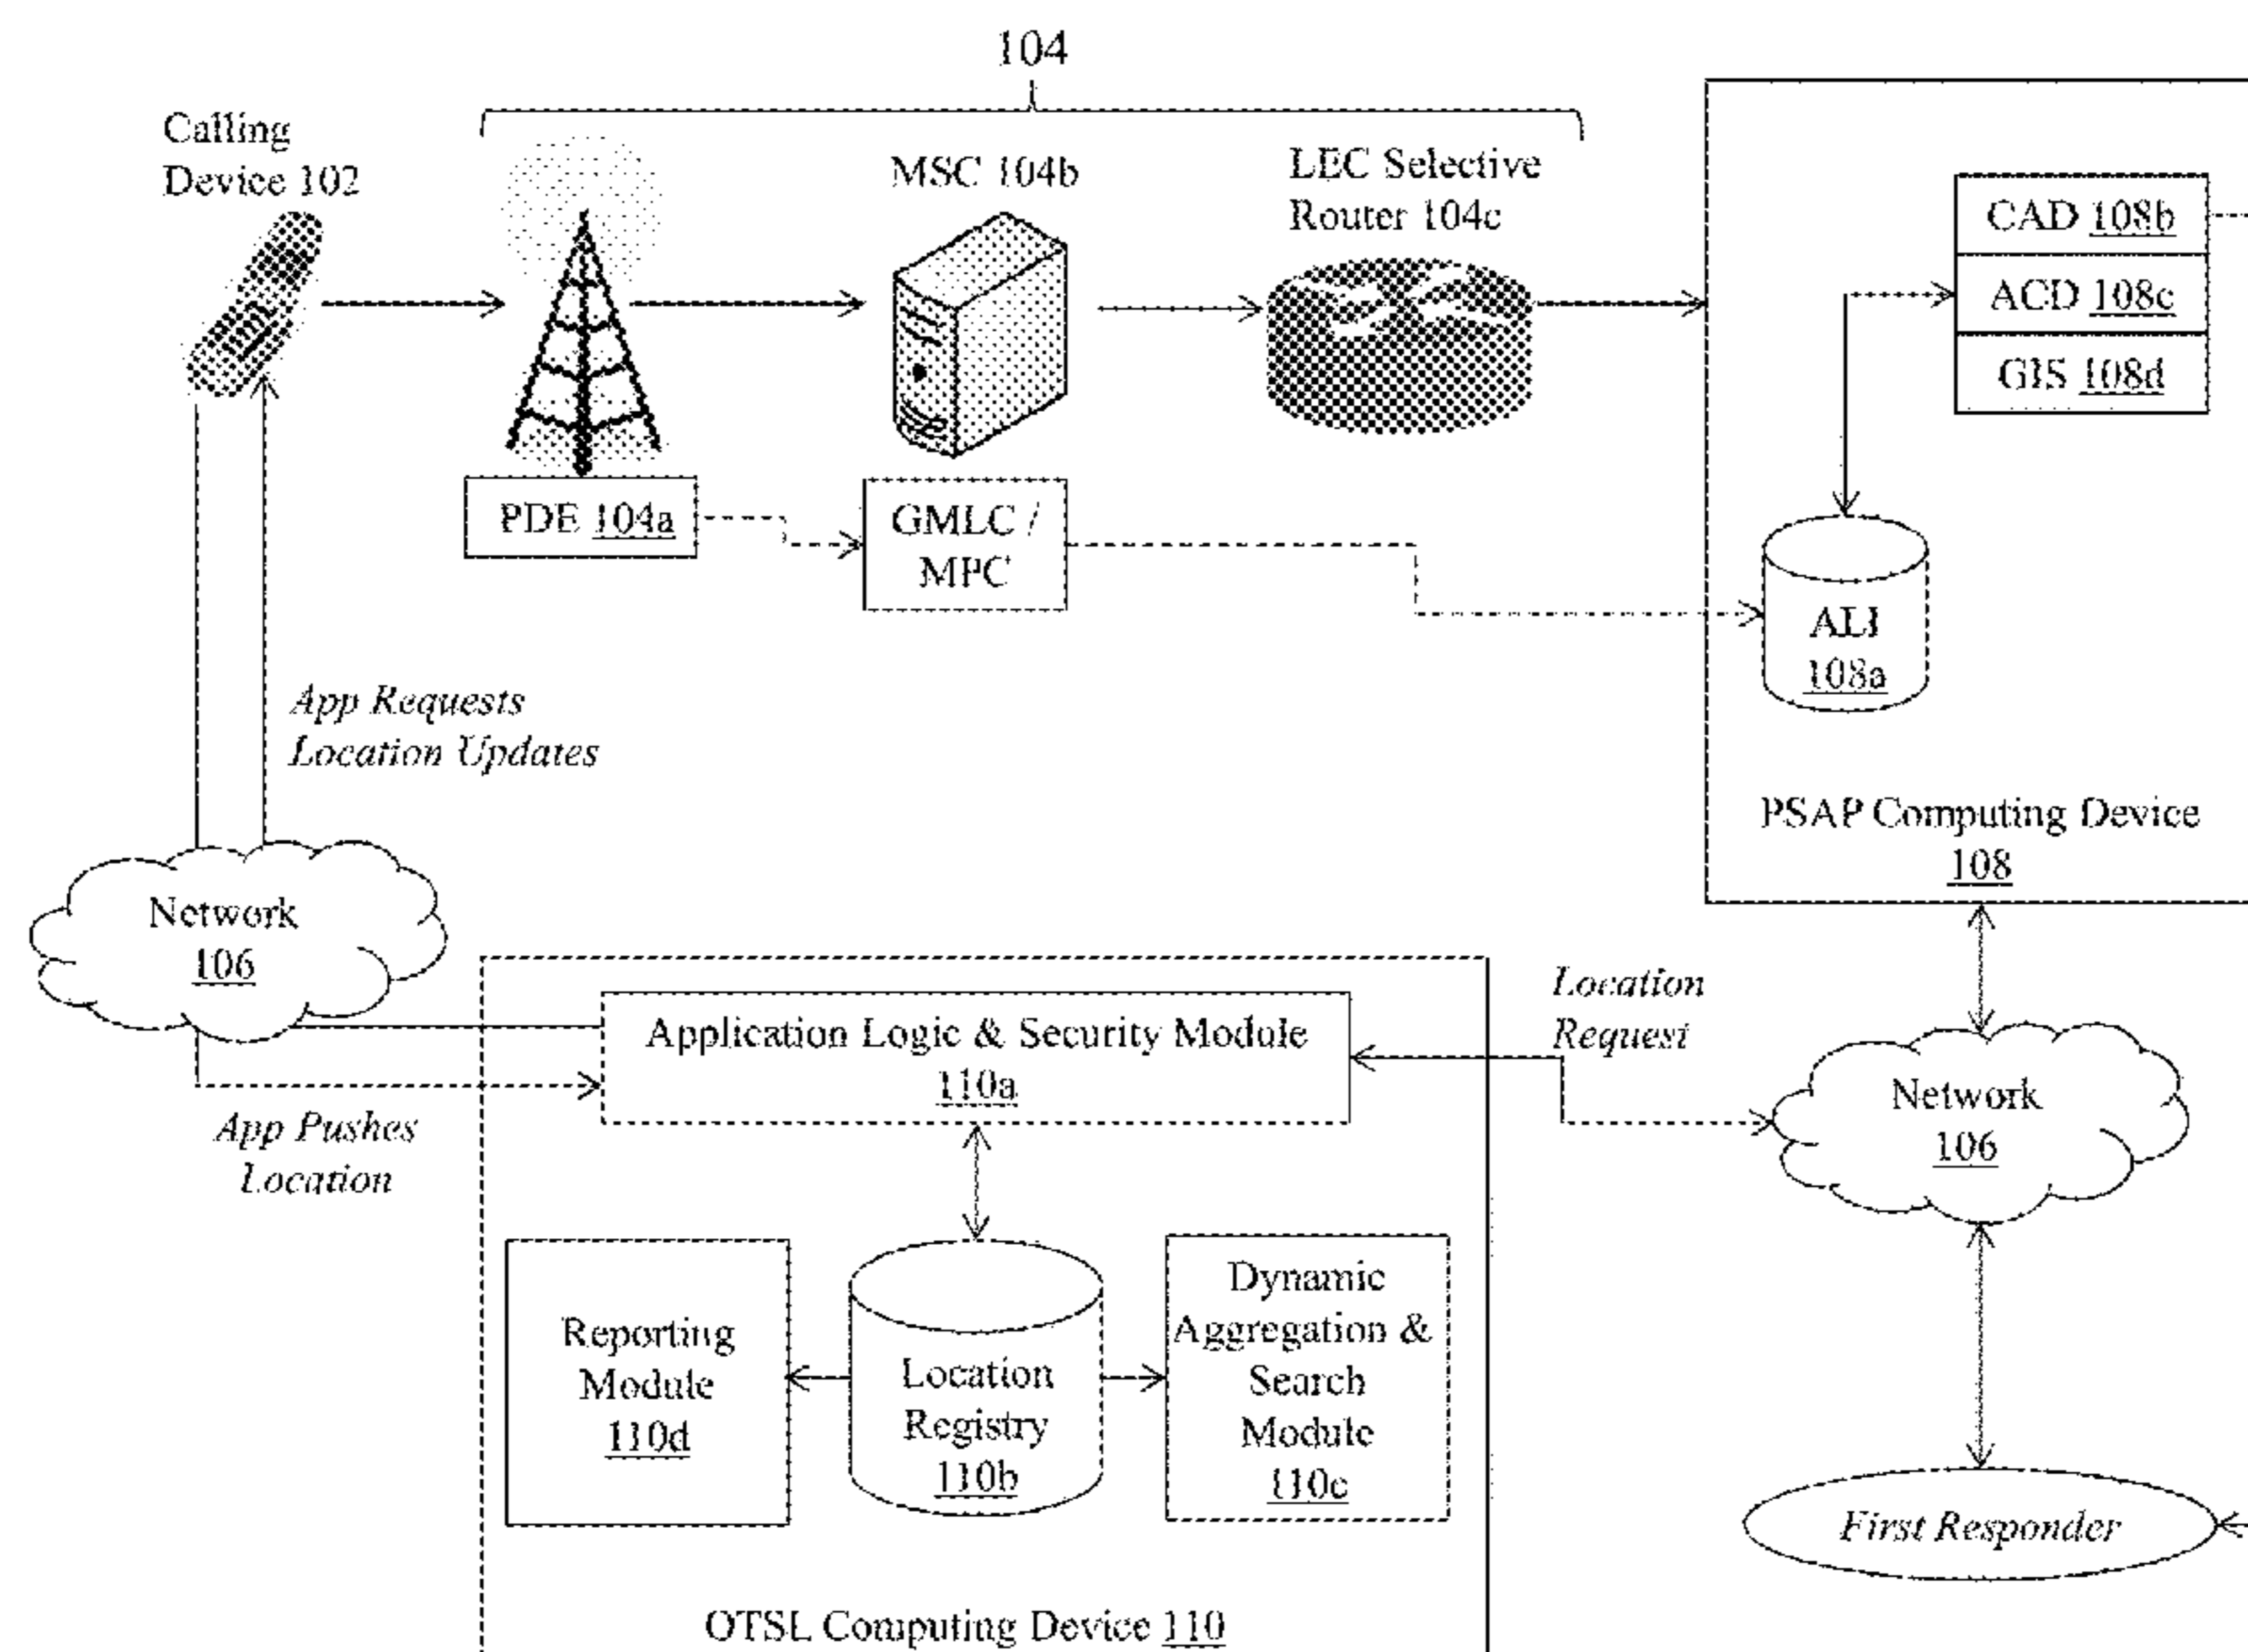 104
Calling
Device 102
MSC 104b
LEC Selective
Router 104c
CAD 108b
ACD 108c
GIS 108d
PDE 104a
GMLC /
MPC
ALI
108a
App Requests
Location Updates
PSAP Computing Device
108
Network
106
Location
Request
Application Logic & Security Module
110a
Network
106
App Pushes
Location
Reporting
Module
110d
Location
Registry
110b
Dynamic
Aggregation &
Search
Module
110c
First Responder
OTSL Computing Device 110